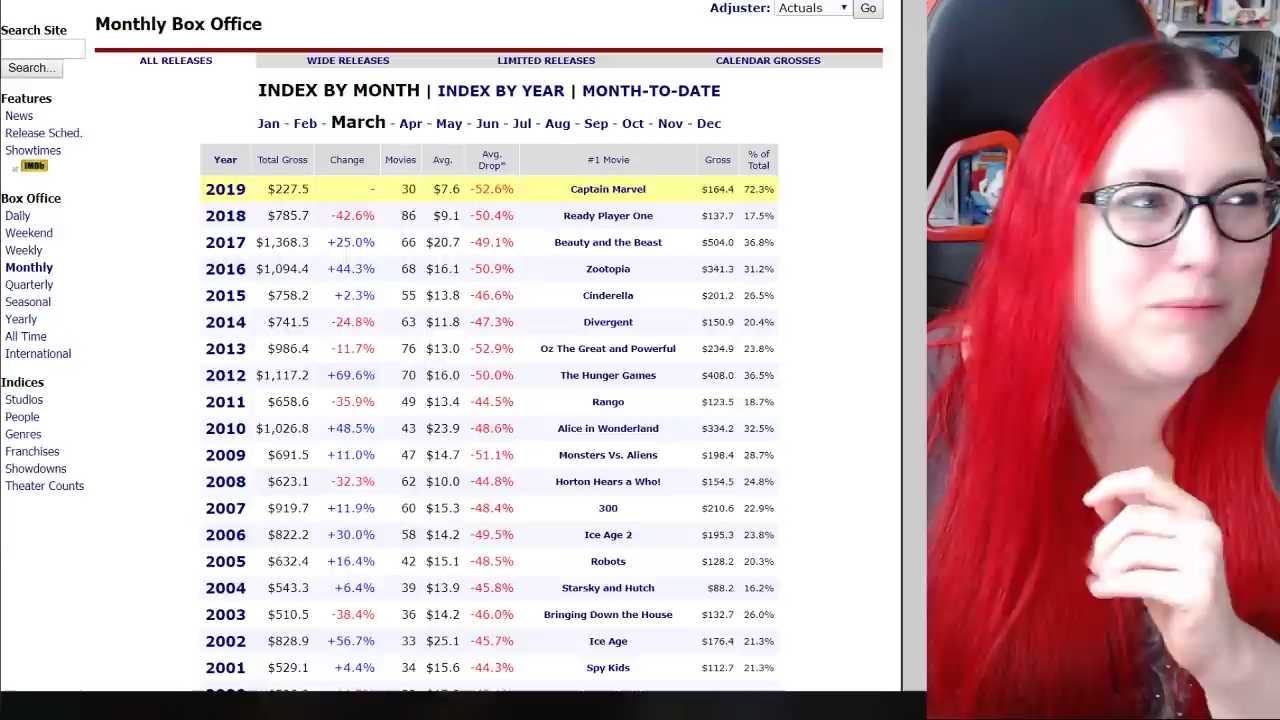 Adjuster: Actuals Go
Monthly Box Office
Search Site
Search...
Features
News
Release Sched.
Showtimes
at IMDb
Box Office
Daily
Weekend
Weekly
Monthly
Quarterly
Seasonal
Yearly
All Time
International
Indices
Studios
People
Genres
Franchises
Showdowns
Theater Counts
ALL RELEASES WIDE RELEASES LIMITED RELEASES CALENDAR GROSSES
INDEX BY MONTH | INDEX BY YEAR | MONTH-TO-DATE
Jan - Feb - March - Apr - May - Jun - Jul - Aug - Sep - Oct - Nov - Dec
Year Total Gross Change Movies Avg. Avg. Drop** #1 Movie Gross % of Total
2019 $227.5 - 30 $7.6 -52.6% Captain Marvel $164.4 72.3%
2018 $785.7 -42.6% 86 $9.1 -50.4% Ready Player One $137.7 17.5%
2017 $1,368.3 +25.0% 66 $20.7 -49.1% Beauty and the Beast $504.0 36.8%
2016 $1,094.4 +44.3% 68 $16.1 -50.9% Zootopia $341.3 31.2%
2015 $758.2 +2.3% 55 $13.8 -46.6% Cinderella $201.2 26.5%
2014 $741.5 -24.8% 63 $11.8 -47.3% Divergent $150.9 20.4%
2013 $986.4 -11.7% 76 $13.0 -52.9% Oz The Great and Powerful $234.9 23.8%
2012 $1,117.2 +69.6% 70 $16.0 -50.0% The Hunger Games $408.0 36.5%
2011 $658.6 -35.9% 49 $13.4 -44.5% Rango $123.5 18.7%
2010 $1,026.8 +48.5% 43 $23.9 -48.6% Alice in Wonderland $334.2 32.5%
2009 $691.5 +11.0% 47 $14.7 -51.1% Monsters Vs. Aliens $198.4 28.7%
2008 $623.1 -32.3% 62 $10.0 -44.8% Horton Hears a Who! $154.5 24.8%
2007 $919.7 +11.9% 60 $15.3 -48.4% 300 $210.6 22.9%
2006 $822.2 +30.0% 58 $14.2 -49.5% Ice Age 2 $195.3 23.8%
2005 $632.4 +16.4% 42 $15.1 -48.5% Robots $128.2 20.3%
2004 $543.3 +6.4% 39 $13.9 -45.8% Starsky and Hutch $88.2 16.2%
2003 $510.5 -38.4% 36 $14.2 -46.0% Bringing Down the House $132.7 26.0%
2002 $828.9 +56.7% 33 $25.1 -45.7% Ice Age $176.4 21.3%
2001 $529.1 +4.4% 34 $15.6 -44.3% Spy Kids $112.7 21.3%